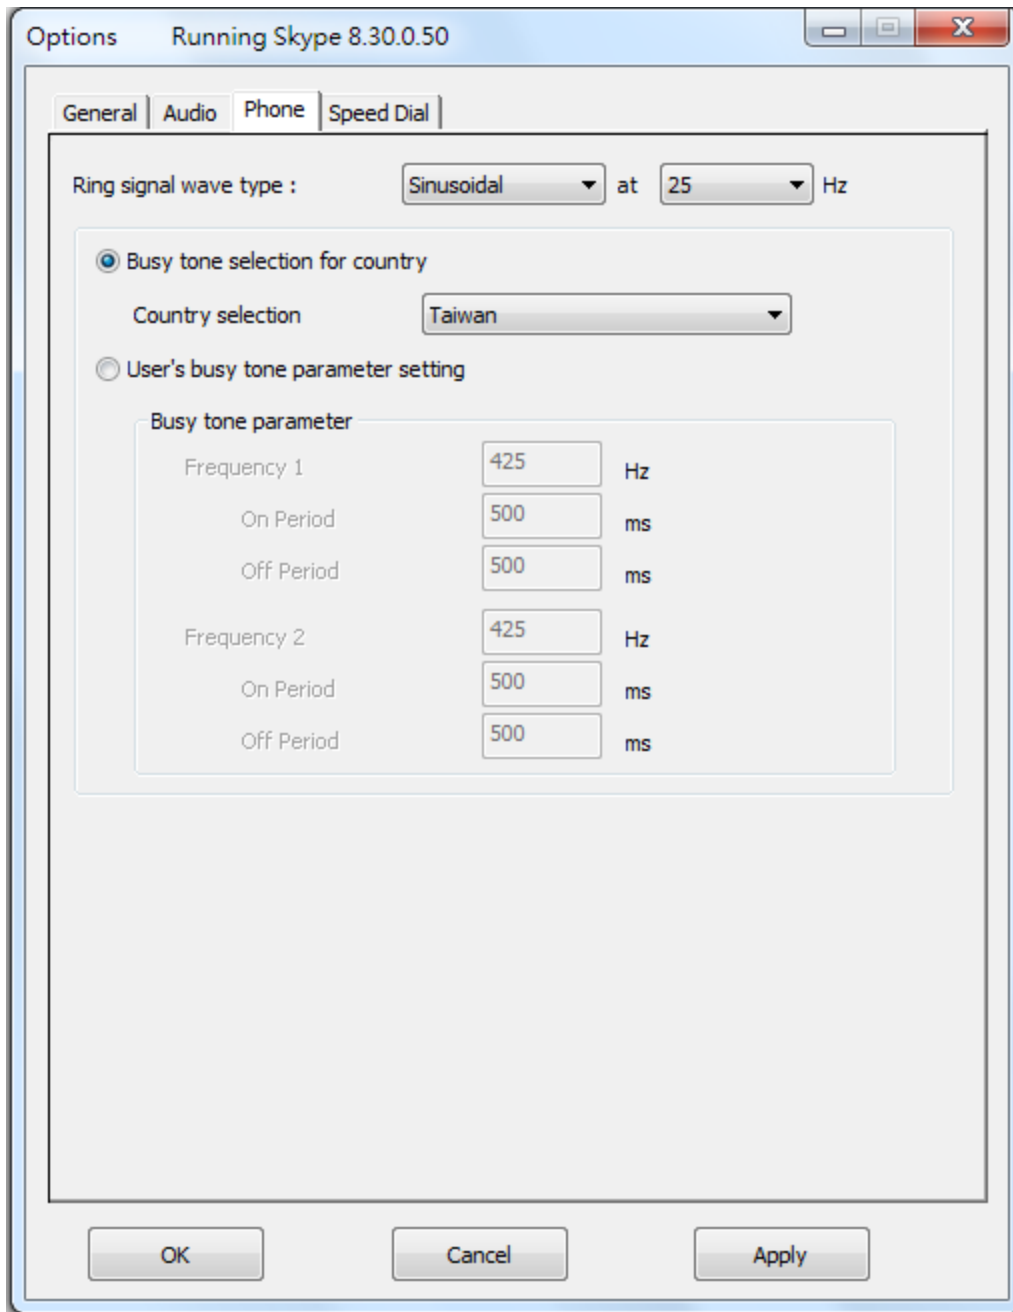 Options Running Skype 8.30.0.50
General Audio Phone Speed Dial
Ring signal wave type : Sinusoidal at 25 Hz
Busy tone selection for country
Country selection Taiwan
User's busy tone parameter setting
Busy tone parameter
Frequency 1 425 Hz
On Period 500 ms
Off Period 500 ms
Frequency 2 425 Hz
On Period 500 ms
Off Period 500 ms
OK Cancel Apply